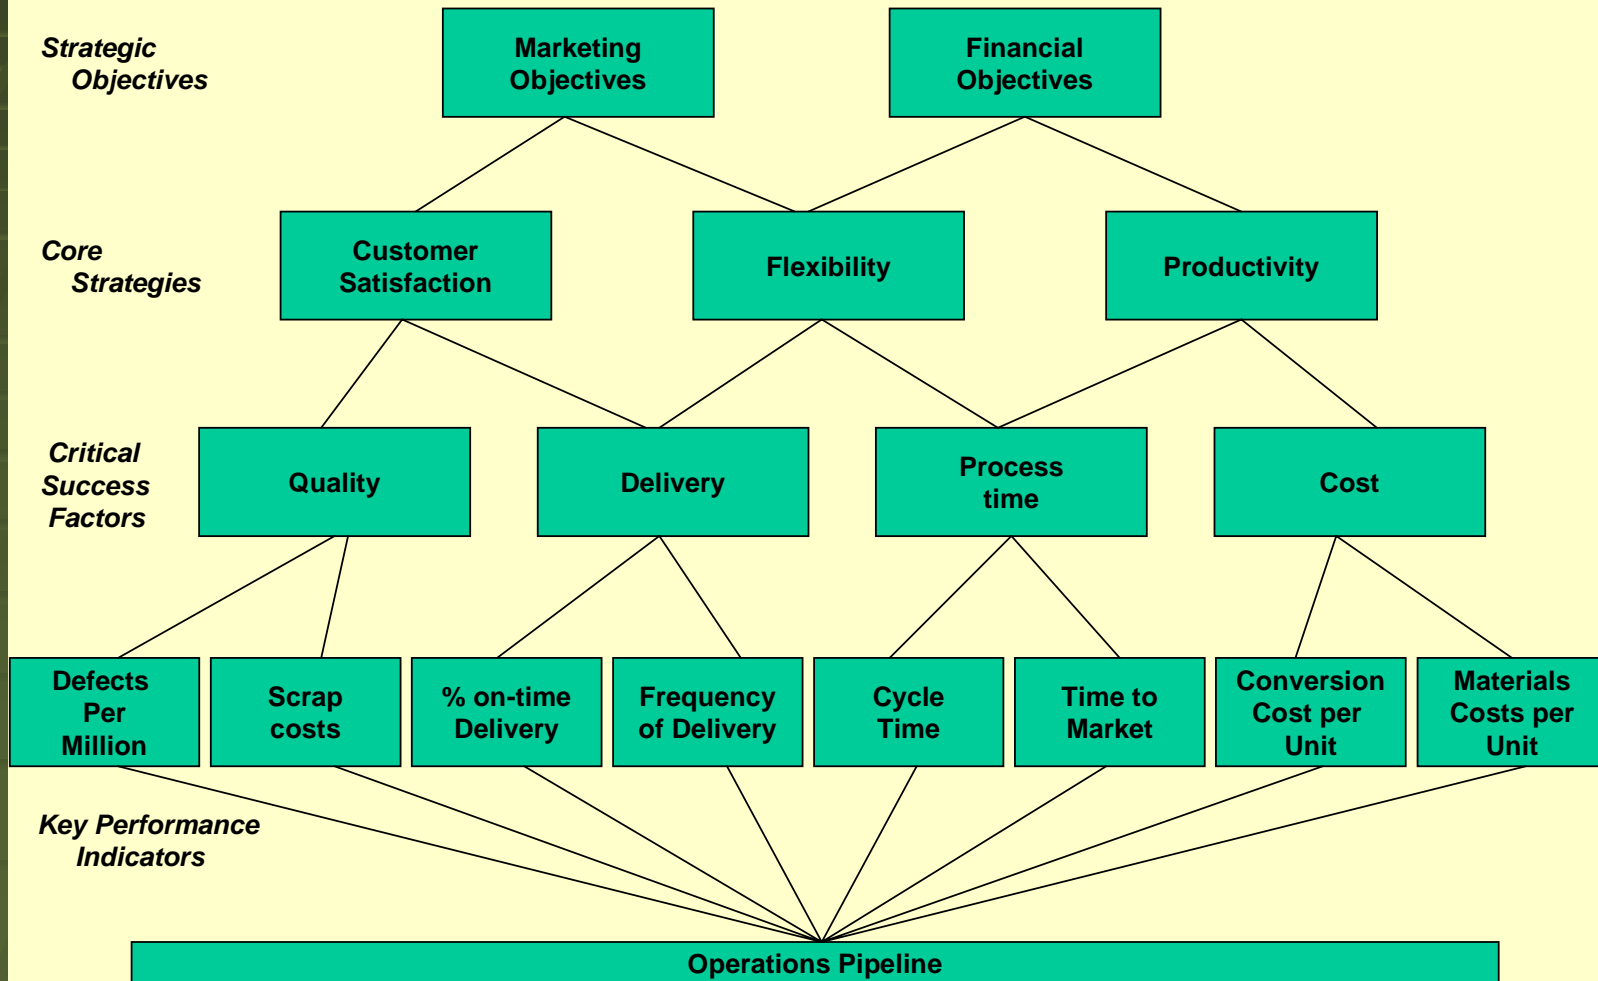 Strategic
Objectives
Marketing
Objectives
Financial
Objectives
Core
Strategies
Customer
Satisfaction
Flexibility
Productivity
Critical
Success
Factors
Quality
Delivery
Process
time
Cost
Defects
Per
Million
Scrap
costs
% on-time
Delivery
Frequency
of Delivery
Cycle
Time
Time to
Market
Conversion
Cost per
Unit
Materials
Costs per
Unit
Key Performance
Indicators
Operations Pipeline